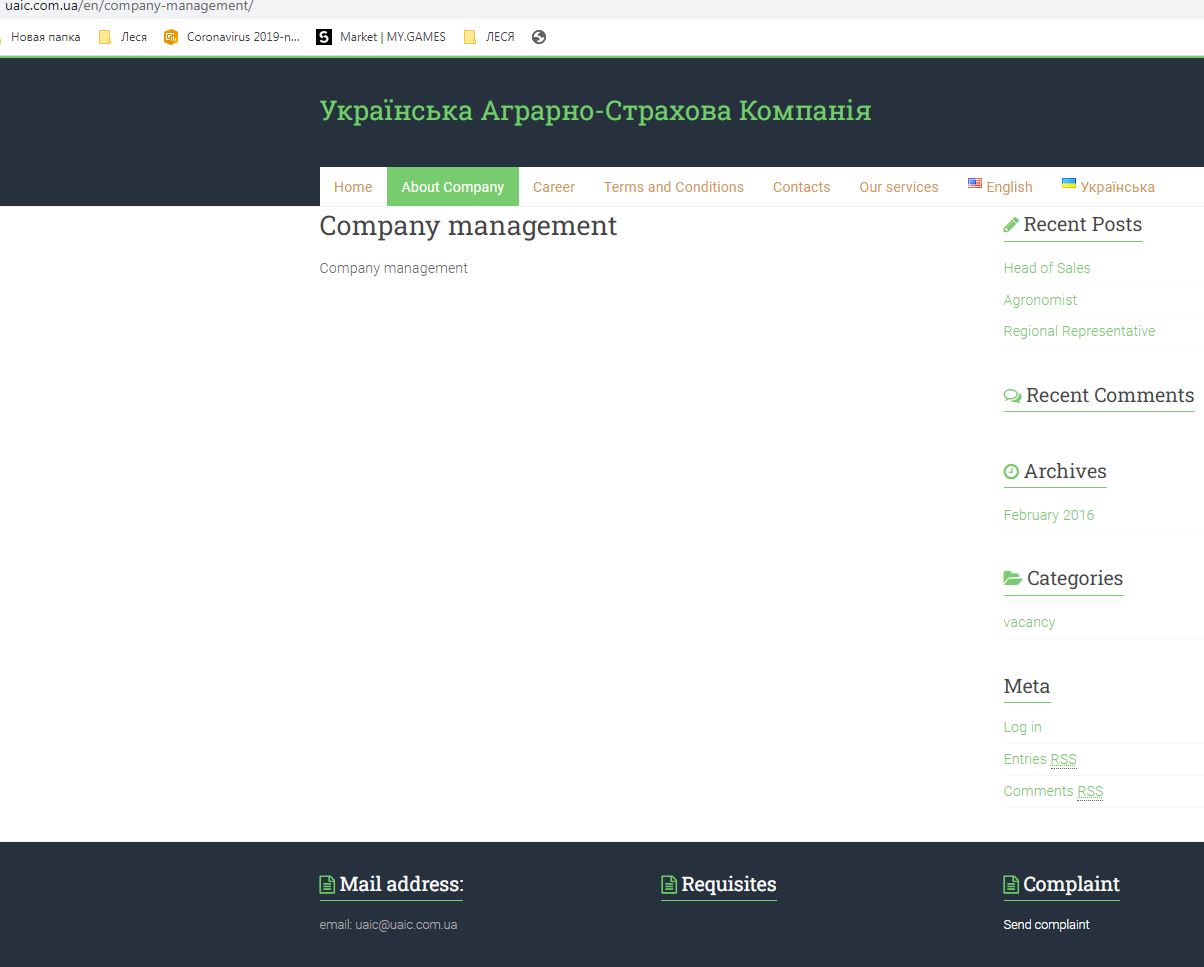 uaic.com.ua/en/company-management/
Новая папка Леся Coronavirus 2019-n... Market | MY.GAMES ЛЕСЯ
Українська Аграрно-Страхова Компанія
Home About Company Career Terms and Conditions Contacts Our services English Українська
Company management
Company management
Recent Posts
Head of Sales
Agronomist
Regional Representative
Recent Comments
Archives
February 2016
Categories
vacancy
Meta
Log in
Entries RSS
Comments RSS
Mail address:
email: uaic@uaic.com.ua
Requisites
Complaint
Send complaint